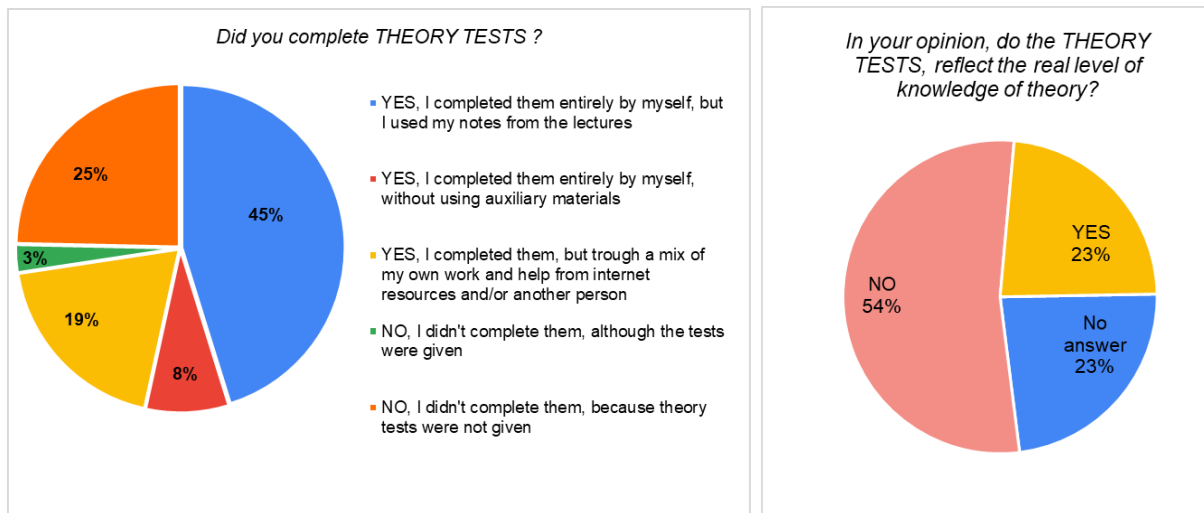 Did you complete THEORY TESTS ?
YES, I completed them entirely by myself, but
I used my notes from the lectures
YES, I completed them entirely by myself,
without using auxiliary materials
YES, I completed them, but trough a mix of
my own work and help from internet
resources and/or another person
NO, I didn't complete them, although the tests
were given
NO, I didn't complete them, because theory
tests were not given
25%
45%
3%
19%
8%
In your opinion, do the THEORY
TESTS, reflect the real level of
knowledge of theory?
YES
23%
NO
54%
No
answer
23%